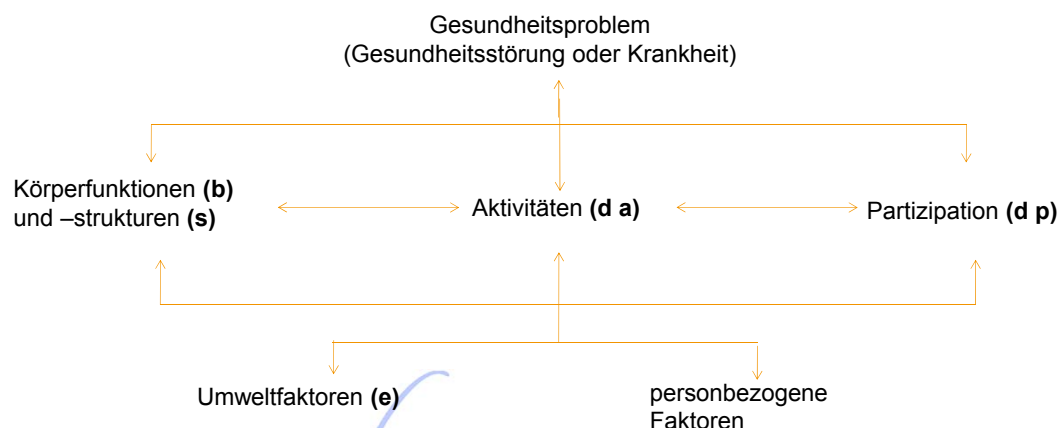 Gesundheitsproblem
(Gesundheitsstörung oder Krankheit)
Körperfunktionen (b)
und –strukturen (s)
Aktivitäten (d a)
Partizipation (d p)
Umweltfaktoren (e)
personbezogene
Faktoren